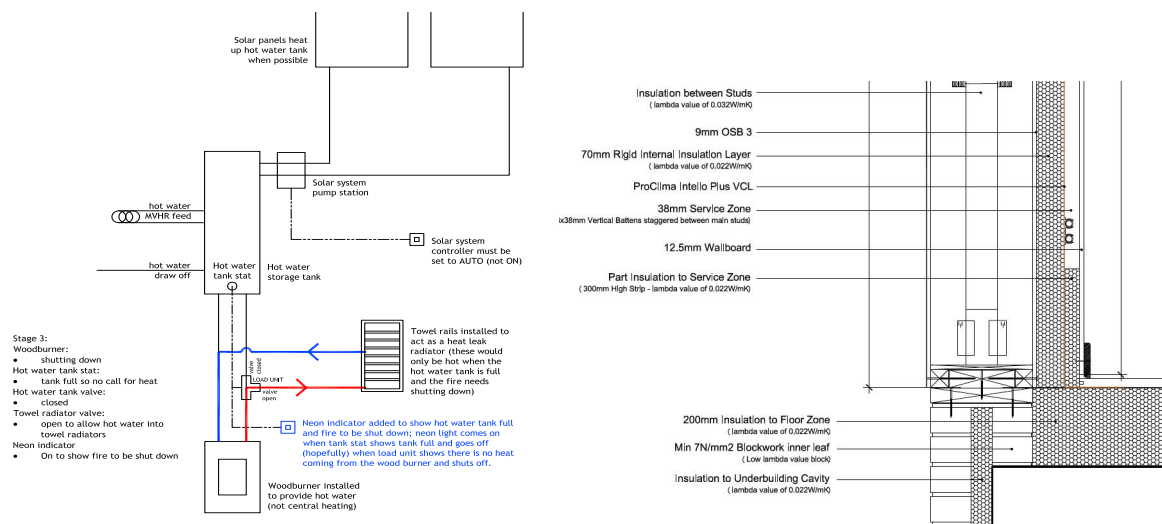 Solar panels heat
up hot water tank
when possible
Solar system
pump station
hot water
MVHR feed
Solar system
controller must be
set to AUTO (not ON)
hot water
draw off
Hot water
tank stat
Hot water
storage tank
Stage 3:
Woodburner:
• shutting down
Hot water tank stat:
• tank full so no call for heat
Hot water tank valve:
• closed
Towel radiator valve:
• open to allow hot water into
towel radiators
Neon indicator
• On to show fire to be shut down
valve
closed
LOAD UNIT
valve
open
Towel rails installed to
act as a heat leak
radiator (these would
only be hot when the
hot water tank is full
and the fire needs
shutting down)
Neon indicator added to show hot water tank full
and fire to be shut down; neon light comes on
when tank stat shows tank full and goes off
(hopefully) when load unit shows there is no heat
coming from the wood burner and shuts off.
Woodburner installed
to provide hot water
(not central heating)
Insulation between Studs
( lambda value of 0.032W/mK)
9mm OSB 3
70mm Rigid Internal Insulation Layer
( lambda value of 0.022W/mK)
ProClima Intello Plus VCL
38mm Service Zone
x38mm Vertical Battens staggered between main studs)
12.5mm Wallboard
Part Insulation to Service Zone
( 300mm High Strip - lambda value of 0.022W/mK)
200mm Insulation to Floor Zone
( lambda value of 0.022W/mK)
Min 7N/mm2 Blockwork inner leaf
( Low lambda value block)
Insulation to Underbuilding Cavity
( lambda value of 0.022W/mK)